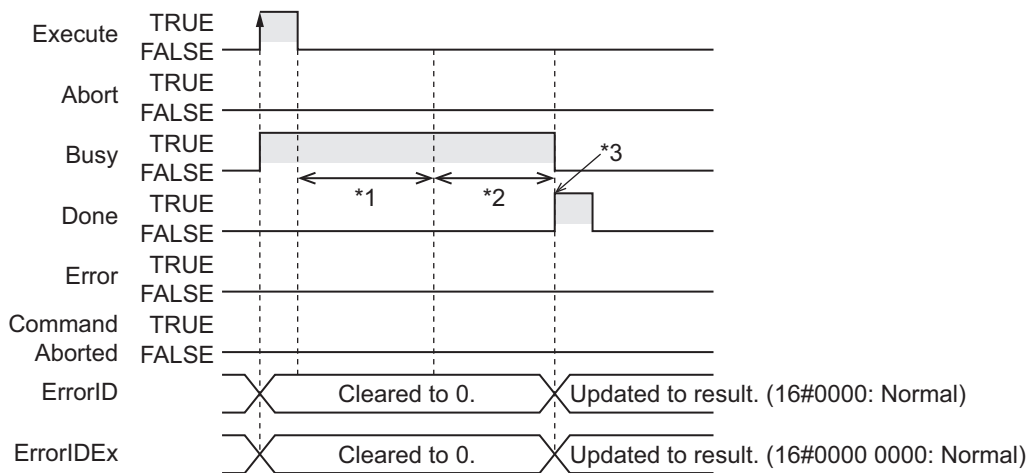 Execute TRUE
FALSE
Abort TRUE
FALSE
Busy TRUE
FALSE
*1 *2 *3
Done TRUE
FALSE
Error TRUE
FALSE
Command TRUE
Aborted FALSE
ErrorID Cleared to 0. Updated to result. (16#0000: Normal)
ErrorIDEx Cleared to 0. Updated to result. (16#0000 0000: Normal)